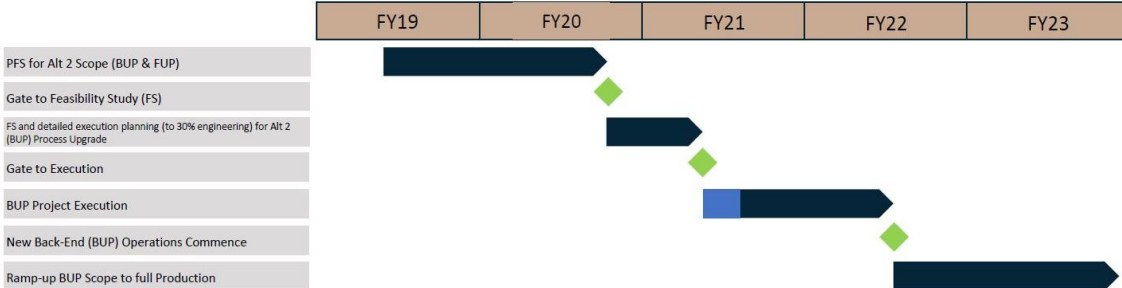 FY19 FY20 FY21 FY22 FY23
PFS for Alt 2 Scope (BUP & FUP)
Gate to Feasibility Study (FS)
FS and detailed execution planning (to 30% engineering) for Alt 2
(BUP) Process Upgrade
Gate to Execution
BUP Project Execution
New Back-End (BUP) Operations Commence
Ramp-up BUP Scope to full Production